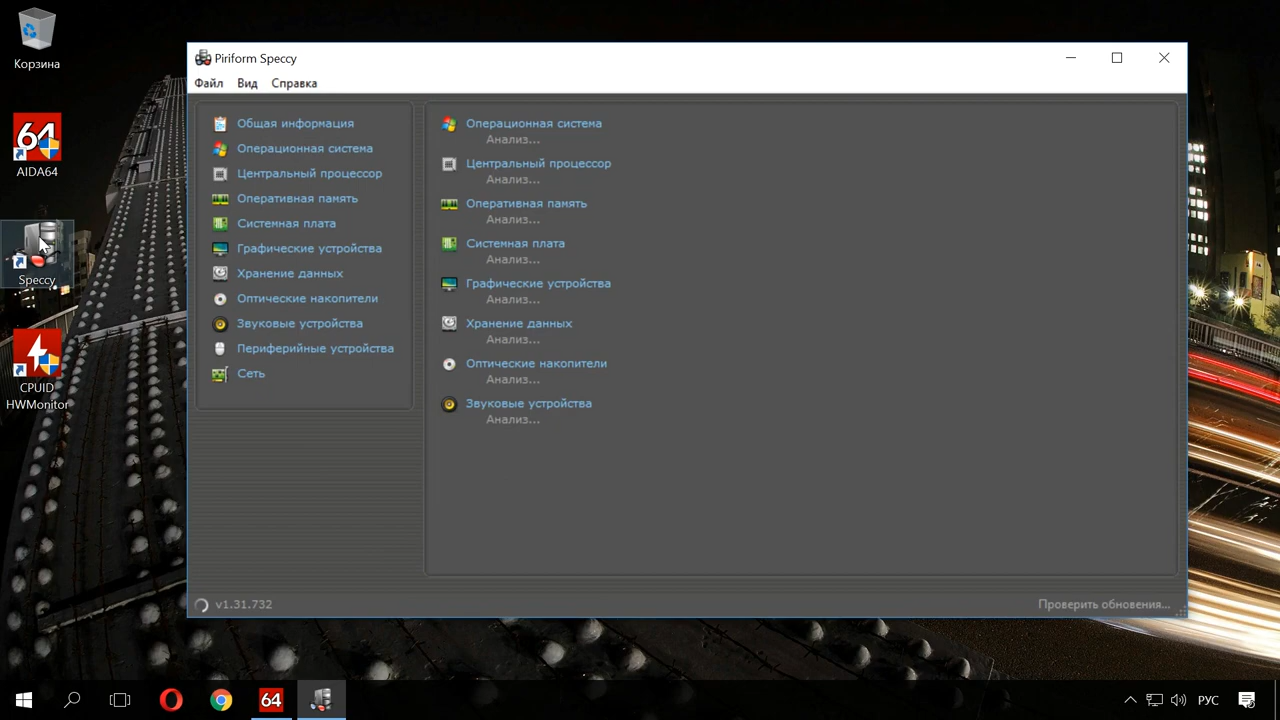 Корзина
64
AIDA64
Speccy
CPUID
HWMonitor
Piriform Speccy
Файл Вид Справка
Общая информация
Операционная система
Центральный процессор
Оперативная память
Системная плата
Графические устройства
Хранение данных
Оптические накопители
Звуковые устройства
Периферийные устройства
Сеть
Операционная система
Анализ...
Центральный процессор
Анализ...
Оперативная память
Анализ...
Системная плата
Анализ...
Графические устройства
Анализ...
Хранение данных
Анализ...
Оптические накопители
Анализ...
Звуковые устройства
Анализ...
v1.31.732
Проверить обновения...
64
РУС